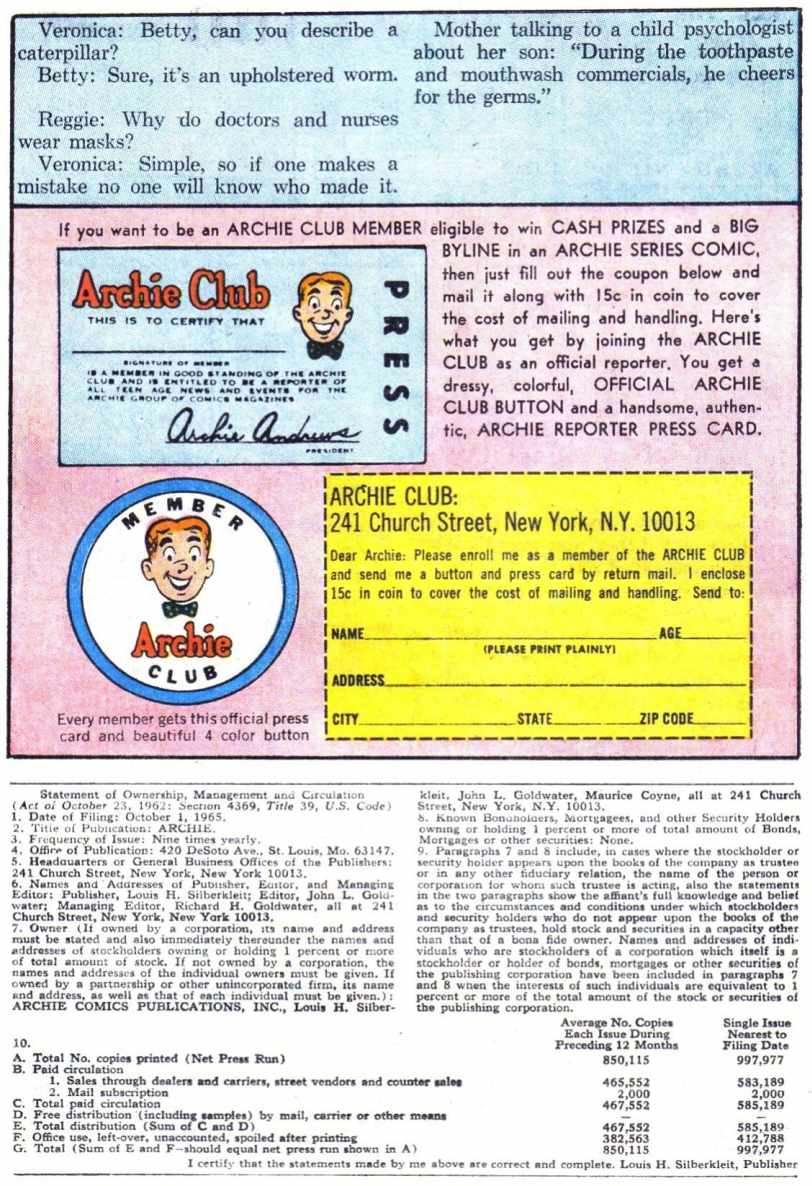 Veronica: Betty, can you describe a
caterpillar?
Betty: Sure, it's an upholstered worm.
Reggie: Why do doctors and nurses
wear masks?
Veronica: Simple, so if one makes a
mistake no one will know who made it.
Mother talking to a child psychologist
about her son: "During the toothpaste
and mouthwash commercials, he cheers
for the germs."
If you want to be an ARCHIE CLUB MEMBER eligible to win CASH PRIZES and a BIG
BYLINE in an ARCHIE SERIES COMIC,
then just fill out the coupon below and
mail it along with 15c in coin to cover
the cost of mailing and handling. Here's
what you get by joining the ARCHIE
CLUB as an official reporter. You get a
dressy, colorful, OFFICIAL ARCHIE
CLUB BUTTON and a handsome, authen-
tic, ARCHIE REPORTER PRESS CARD.
Archie Club
THIS IS TO CERTIFY THAT
SIGNATURE OF MEMBER
IS A MEMBER IN GOOD STANDING OF THE ARCHIE
CLUB AND IS ENTITLED TO BE A REPORTER OF
ALL TEEN AGE NEWS AND EVENTS FOR THE
ARCHIE GROUP OF COMICS MAGAZINES
Archie Andrews
PRESIDENT
PRESS
MEMBER
Archie
CLUB
Every member gets this official press
card and beautiful 4 color button
ARCHIE CLUB:
241 Church Street, New York, N.Y. 10013
Dear Archie: Please enroll me as a member of the ARCHIE CLUB
and send me a button and press card by return mail. I enclose
15c in coin to cover the cost of mailing and handling. Send to:
NAME AGE
(PLEASE PRINT PLAINLY)
ADDRESS
CITY STATE ZIP CODE
Statement of Ownership, Management and Circulation
(Act of October 23, 1962: Section 4369, Title 39, U.S. Code)
1. Date of Filing: October 1, 1965.
2. Title of Publication: ARCHIE.
3. Frequency of Issue: Nine times yearly.
4. Office of Publication: 420 DeSoto Ave., St. Louis, Mo. 63147.
5. Headquarters or General Business Offices of the Publishers:
241 Church Street, New York, New York 10013.
6. Names and Addresses of Publisher, Editor, and Managing
Editor: Publisher, Louis H. Silberkleit; Editor, John L. Gold-
water; Managing Editor, Richard H. Goldwater, all at 241
Church Street, New York, New York 10013.
7. Owner (If owned by a corporation, its name and address
must be stated and also immediately thereunder the names and
addresses of stockholders owning or holding 1 percent or more
of total amount of stock. If not owned by a corporation, the
names and addresses of the individual owners must be given. If
owned by a partnership or other unincorporated firm, its name
and address, as well as that of each individual must be given.):
ARCHIE COMICS PUBLICATIONS, INC., Louis H. Silber-
kleit, John L. Goldwater, Maurice Coyne, all at 241 Church
Street, New York, N.Y. 10013.
8. Known Bondholders, Mortgagees, and other Security Holders
owning or holding 1 percent or more of total amount of Bonds,
Mortgages or other securities: None.
9. Paragraphs 7 and 8 include, in cases where the stockholder or
security holder appears upon the books of the company as trustee
or in any other fiduciary relation, the name of the person or
corporation for whom such trustee is acting, also the statements
in the two paragraphs show the affiant's full knowledge and belief
as to the circumstances and conditions under which stockholders
and security holders who do not appear upon the books of the
company as trustees, hold stock and securities in a capacity other
than that of a bona fide owner. Names and addresses of indi-
viduals who are stockholders of a corporation which itself is a
stockholder or holder of bonds, mortgages or other securities of
the publishing corporation have been included in paragraphs 7
and 8 when the interests of such individuals are equivalent to 1
percent or more of the total amount of the stock or securities of
the publishing corporation.
Average No. Copies Single Issue
Each Issue During Nearest to
10. Preceding 12 Months Filing Date
A. Total No. copies printed (Net Press Run) 850,115 997,977
B. Paid circulation
1. Sales through dealers and carriers, street vendors and counter sales 465,552 583,189
2. Mail subscription 2,000 2,000
C. Total paid circulation 467,552 585,189
D. Free distribution (including samples) by mail, carrier or other means — —
E. Total distribution (Sum of C and D) 467,552 585,189
F. Office use, left-over, unaccounted, spoiled after printing 382,563 412,788
G. Total (Sum of E and F—should equal net press run shown in A) 850,115 997,977
I certify that the statements made by me above are correct and complete. Louis H. Silberkleit, Publisher